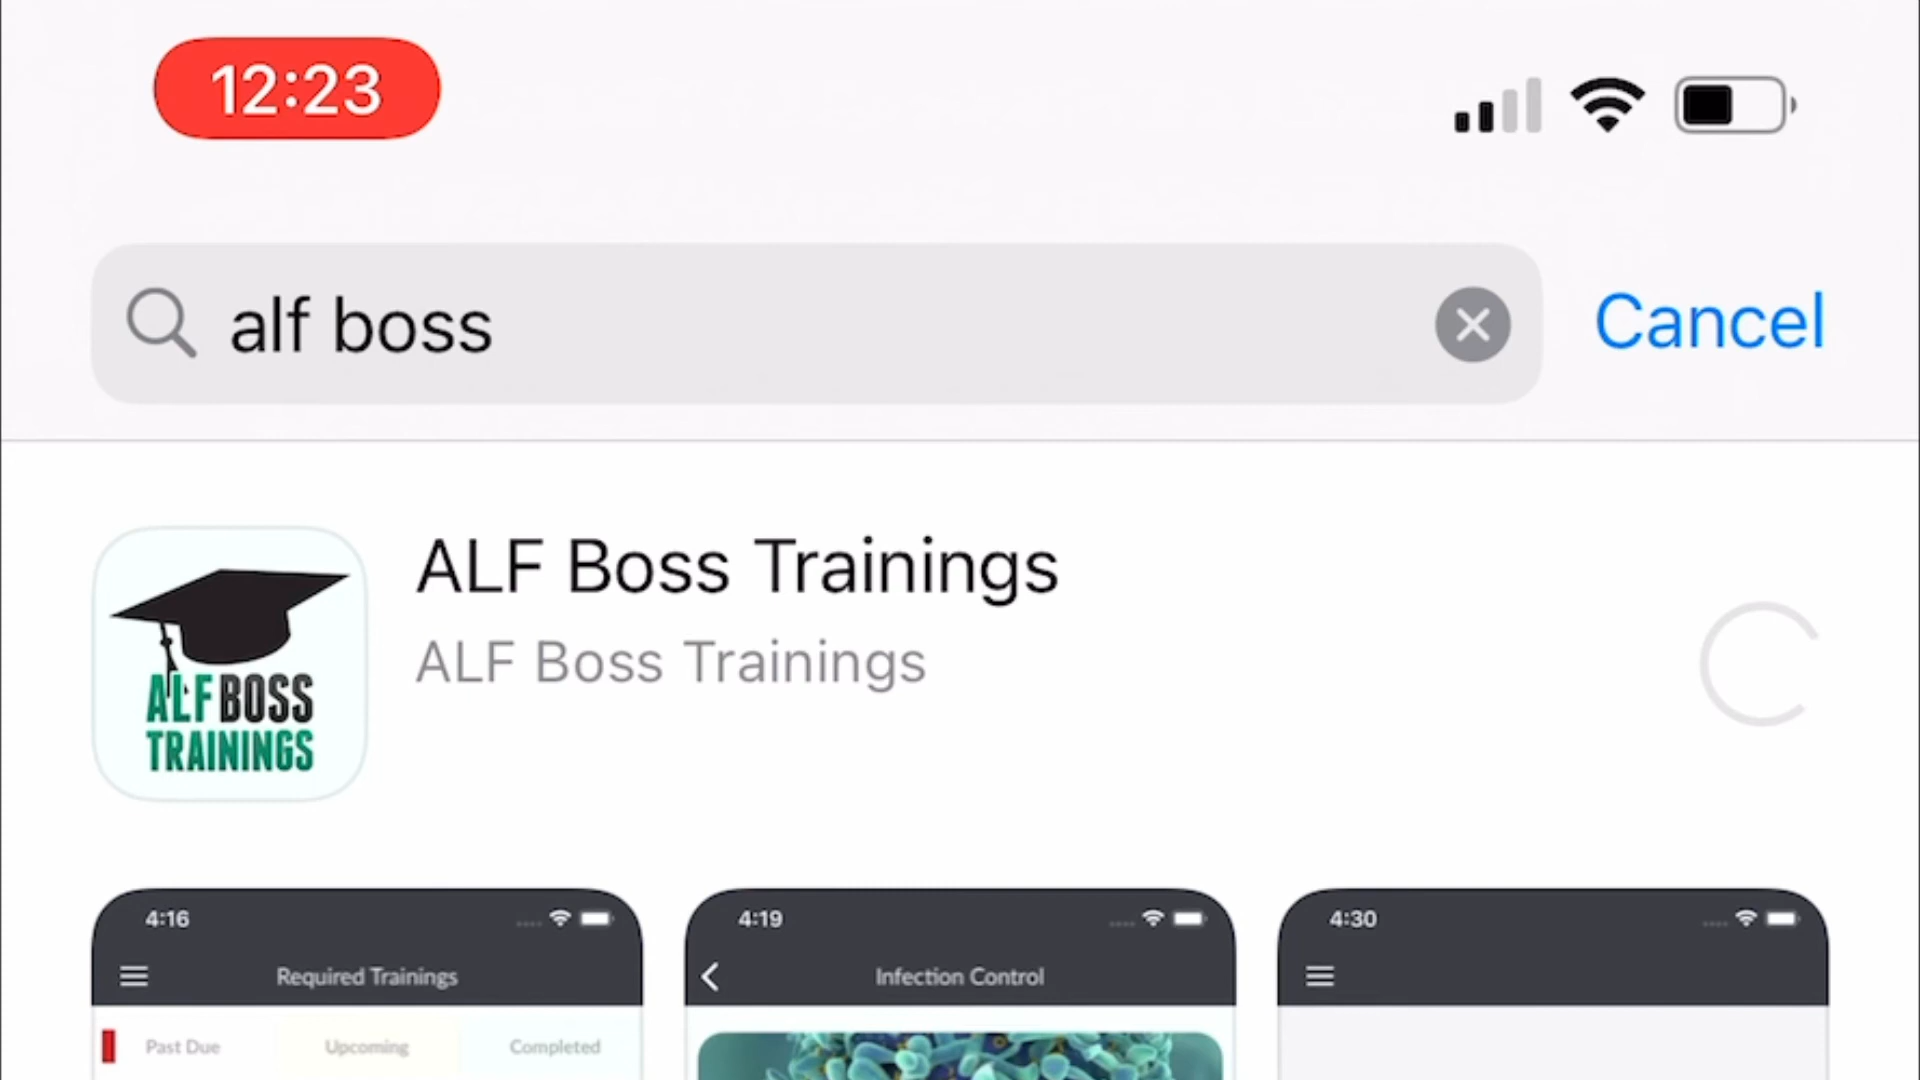 12:23
alf boss
Cancel
ALF Boss Trainings
ALF Boss Trainings
ALF BOSS
TRAININGS
4:16
Required Trainings
Past Due
Upcoming
Completed
4:19
Infection Control
4:30